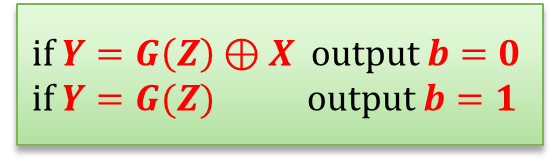 if Y = G(Z) ⊕ X output b = 0
if Y = G(Z) output b = 1